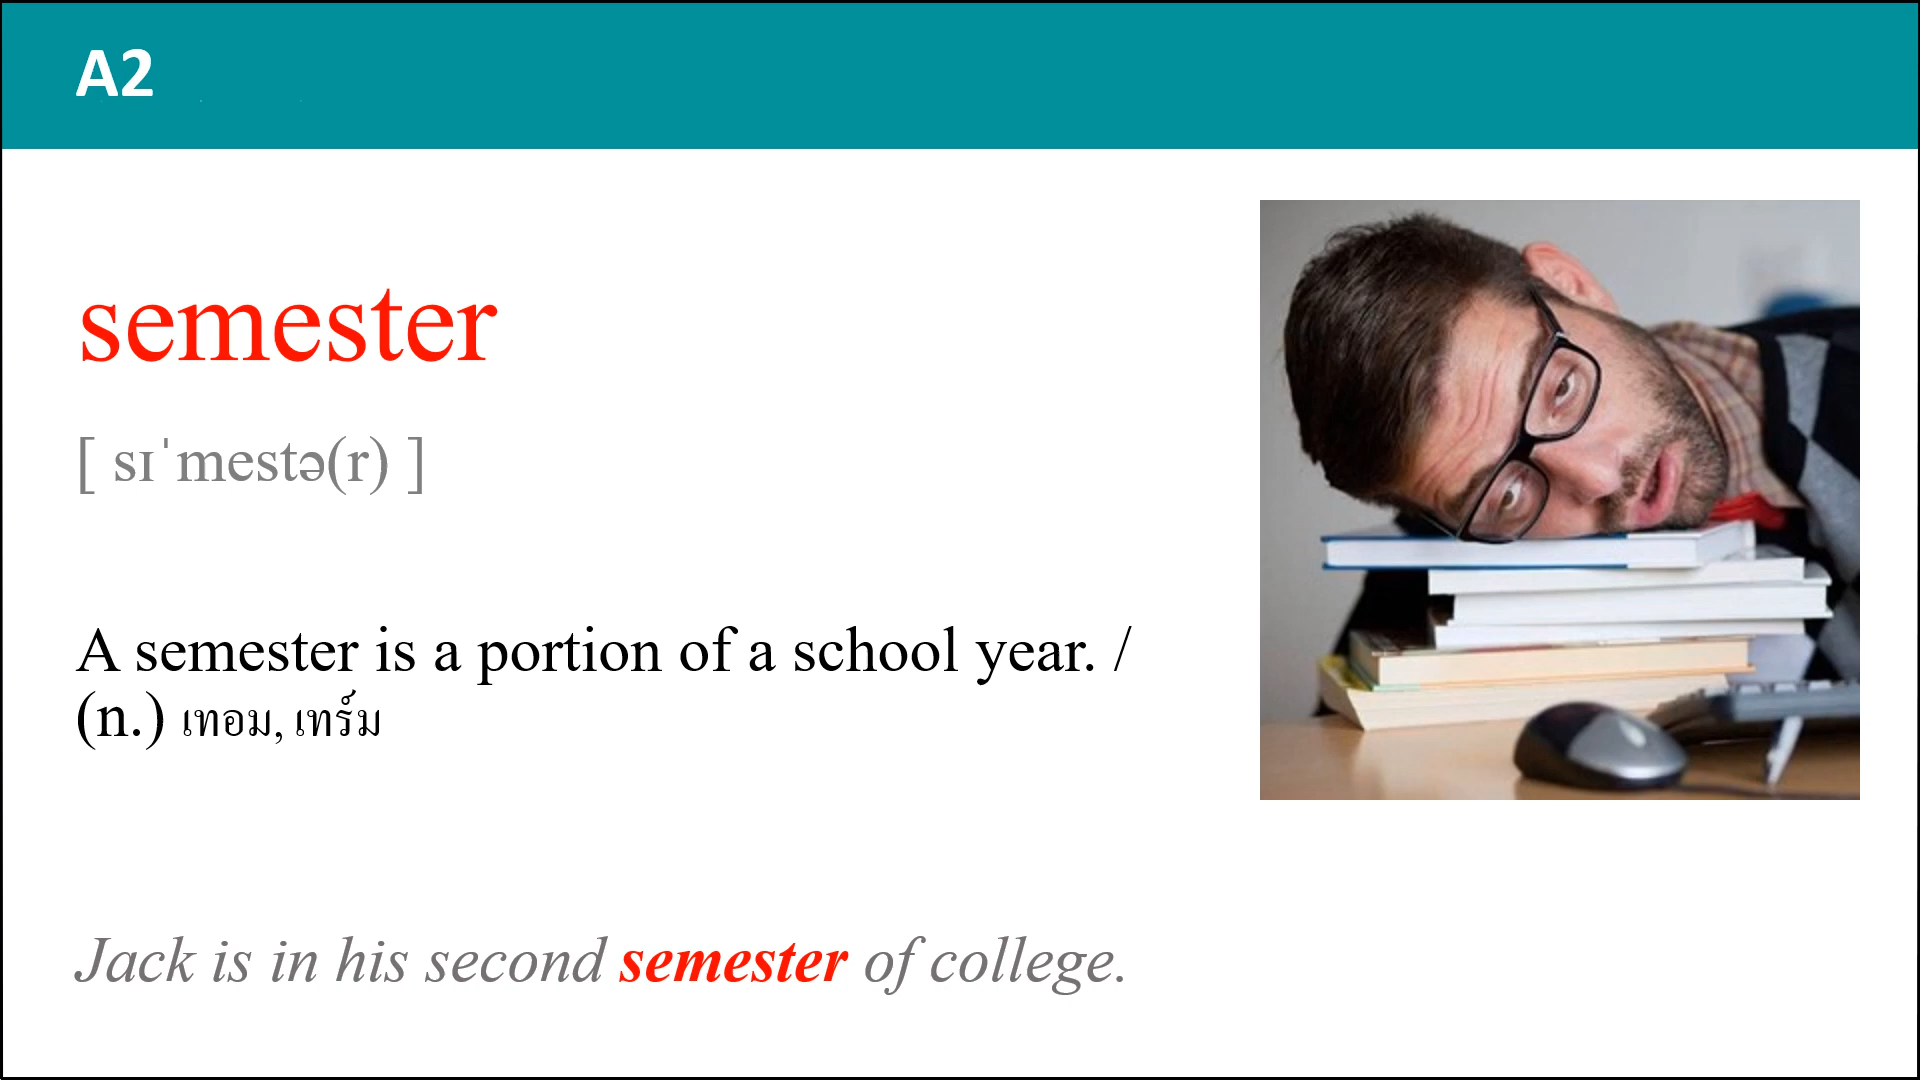 A2
semester
[ sɪˈmestə(r) ]
A semester is a portion of a school year. /
(n.) เทอม, เทร์ม
Jack is in his second semester of college.